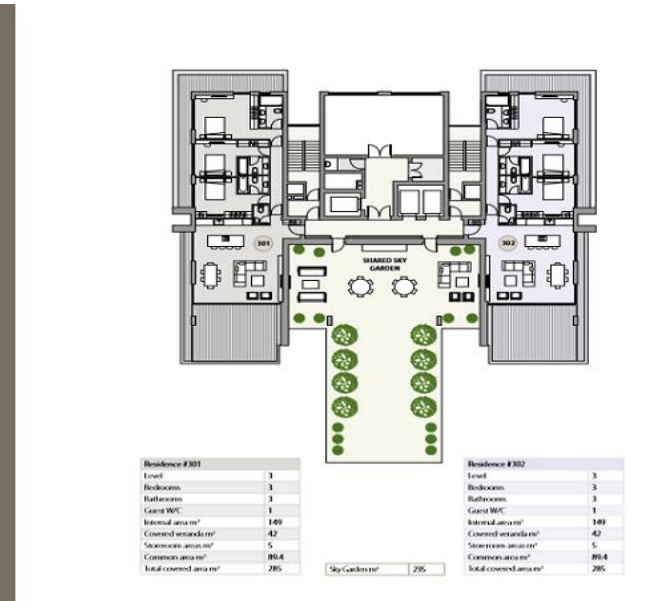 301
302
SHARED SKY
GARDEN
Residence #301
Level 3
Bedrooms 3
Bathrooms 3
Guest W/C 1
Internal area m² 149
Covered veranda m² 42
Storeroom areas m² 5
Common area m² 89.4
Total covered area m² 285
Sky Garden m² 235
Residence #302
Level 3
Bedrooms 3
Bathrooms 3
Guest W/C 1
Internal area m² 149
Covered veranda m² 42
Storeroom areas m² 5
Common area m² 89.4
Total covered area m² 285